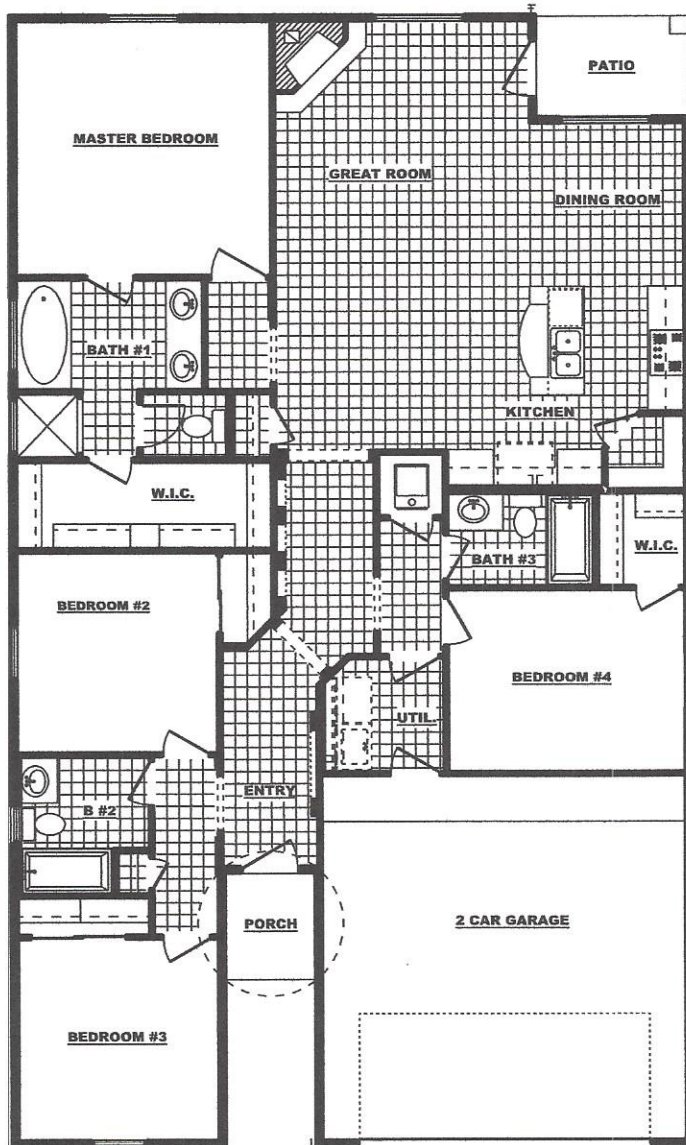 PATIO
MASTER BEDROOM
GREAT ROOM
DINING ROOM
BATH #1
KITCHEN
W.I.C.
BATH #3
W.I.C.
BEDROOM #2
BEDROOM #4
UTIL.
ENTRY
B #2
PORCH
2 CAR GARAGE
BEDROOM #3